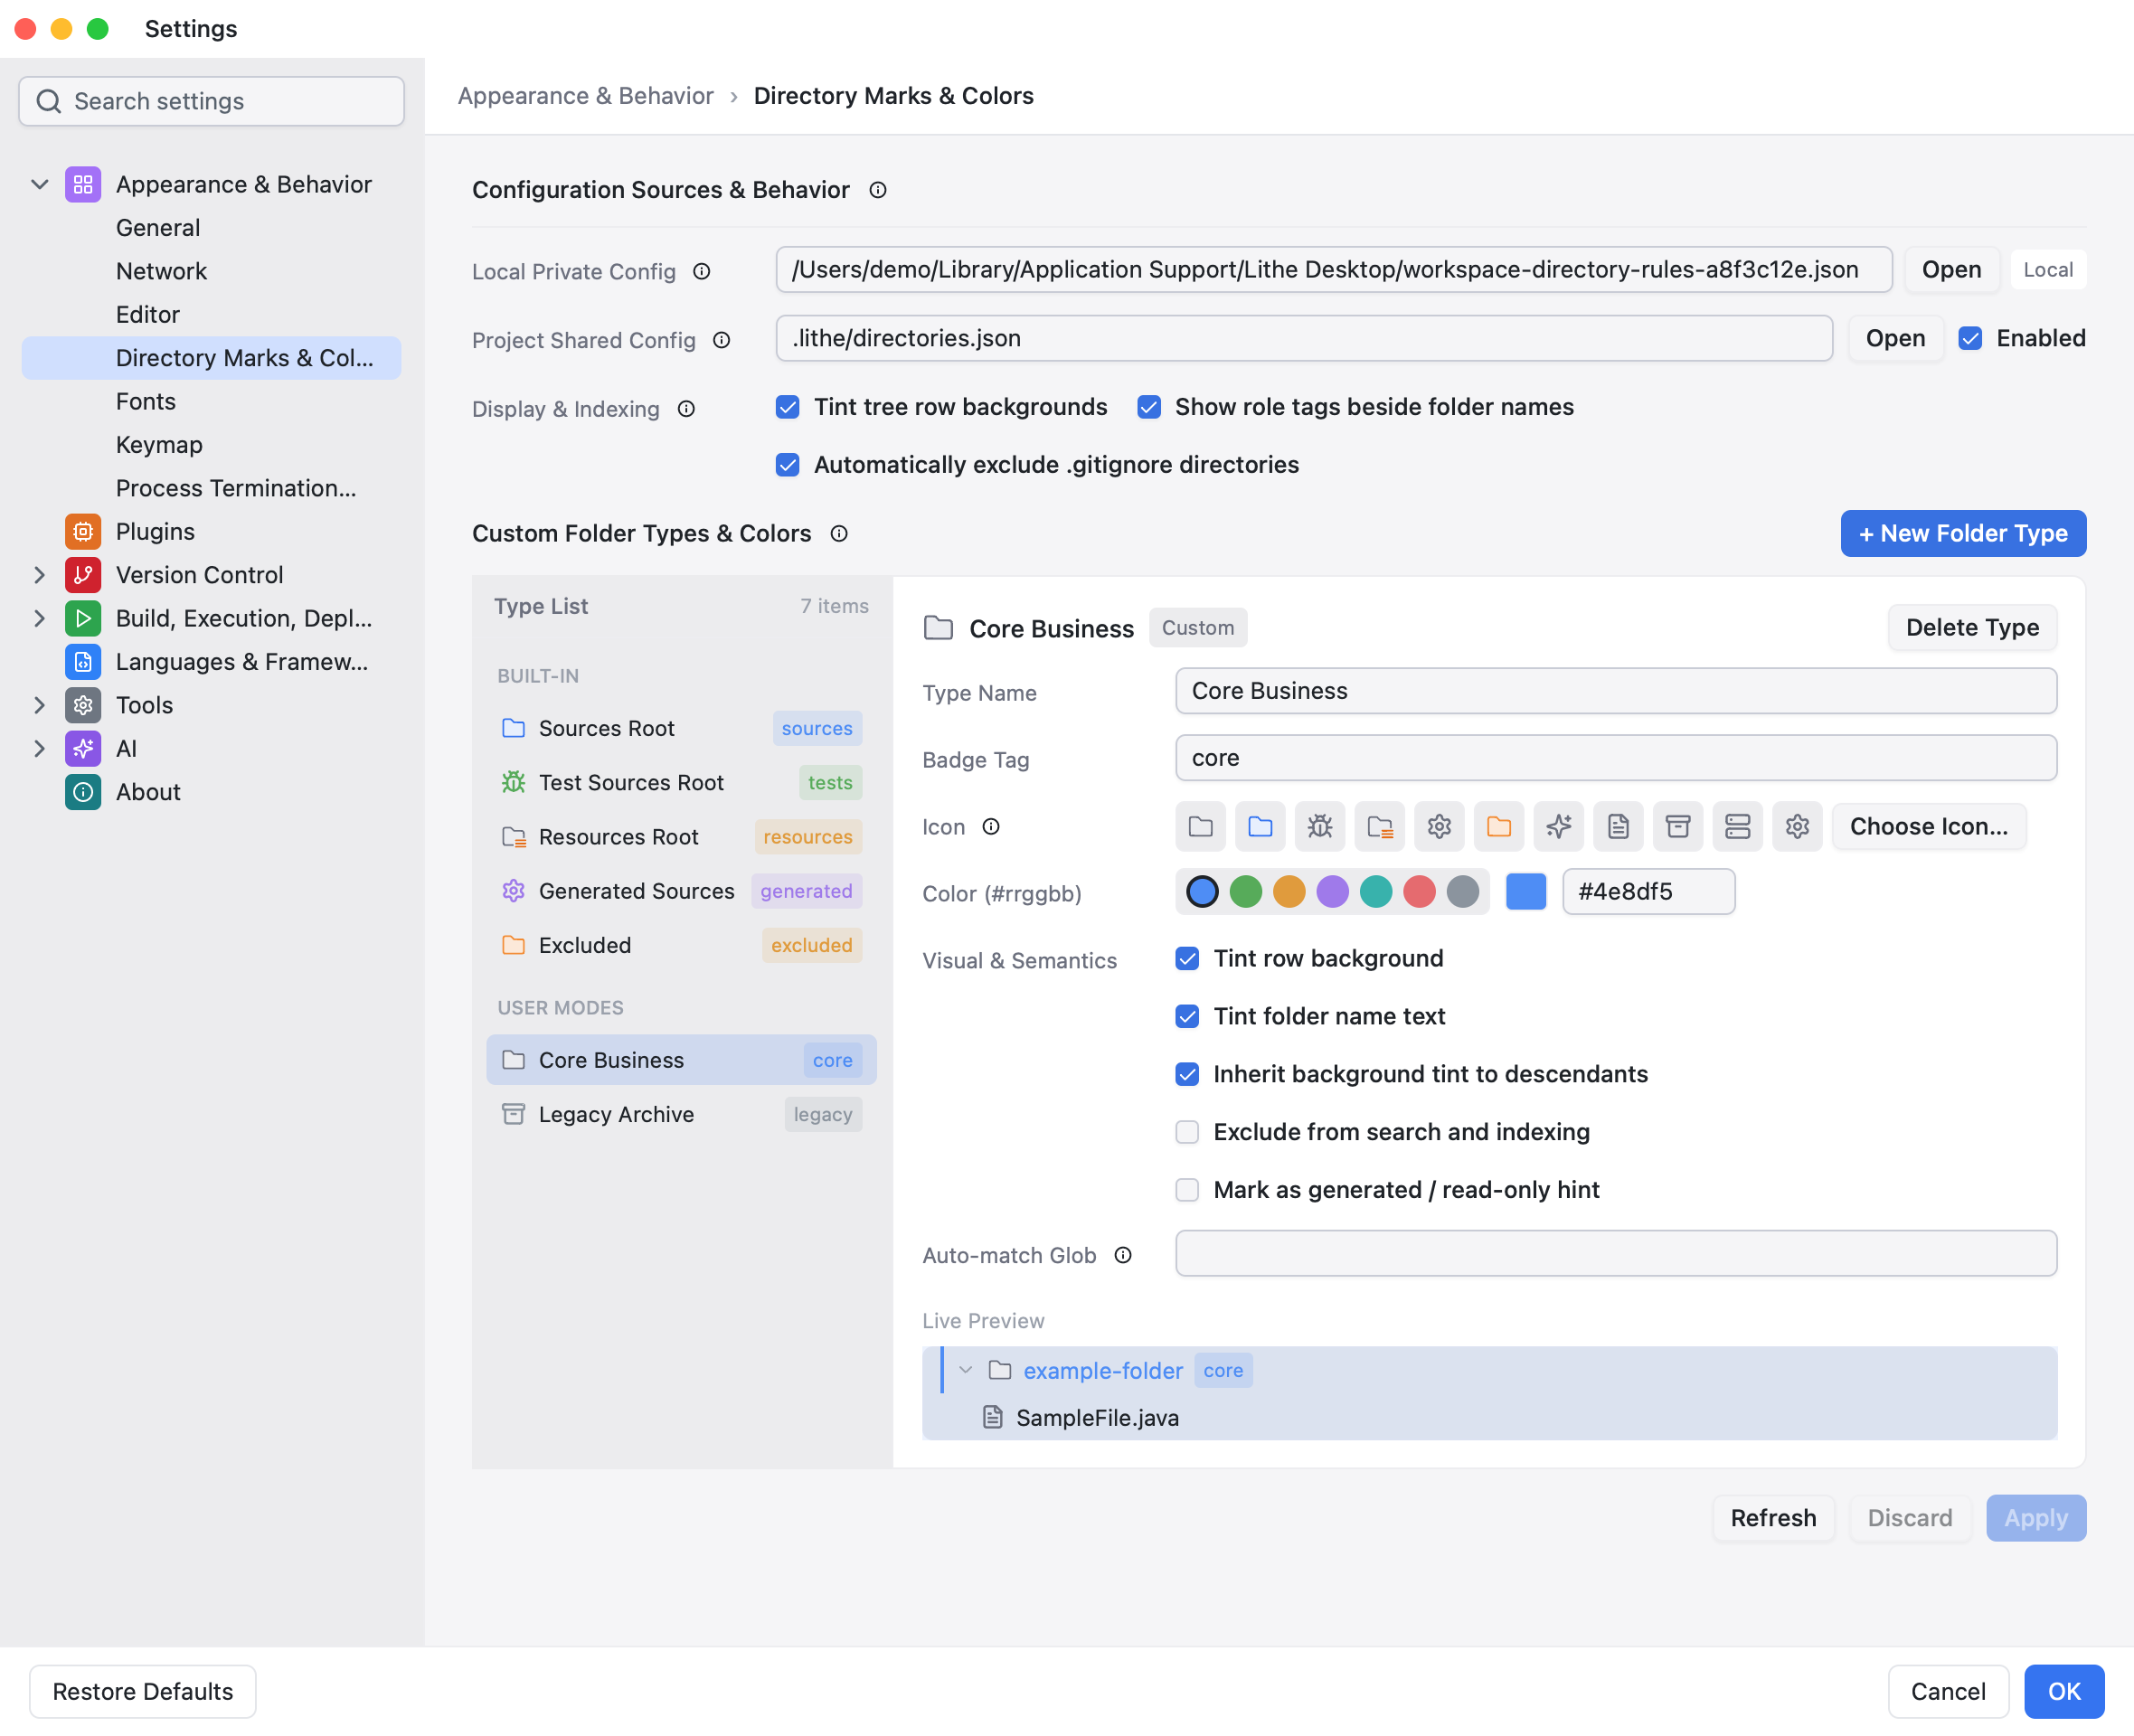 Settings
Search settings
Appearance & Behavior
General
Network
Editor
Directory Marks & Col...
Fonts
Keymap
Process Termination...
Plugins
Version Control
Build, Execution, Depl...
Languages & Framew...
Tools
AI
About
Appearance & Behavior › Directory Marks & Colors
Configuration Sources & Behavior
Local Private Config /Users/demo/Library/Application Support/Lithe Desktop/workspace-directory-rules-a8f3c12e.json Open Local
Project Shared Config .lithe/directories.json Open Enabled
Display & Indexing Tint tree row backgrounds Show role tags beside folder names
Automatically exclude .gitignore directories
Custom Folder Types & Colors + New Folder Type
Type List 7 items
BUILT-IN
Sources Root sources
Test Sources Root tests
Resources Root resources
Generated Sources generated
Excluded excluded
USER MODES
Core Business core
Legacy Archive legacy
Core Business Custom Delete Type
Type Name Core Business
Badge Tag core
Icon Choose Icon...
Color (#rrggbb) #4e8df5
Visual & Semantics Tint row background
Tint folder name text
Inherit background tint to descendants
Exclude from search and indexing
Mark as generated / read-only hint
Auto-match Glob
Live Preview
example-folder core
SampleFile.java
Refresh Discard Apply
Restore Defaults Cancel OK